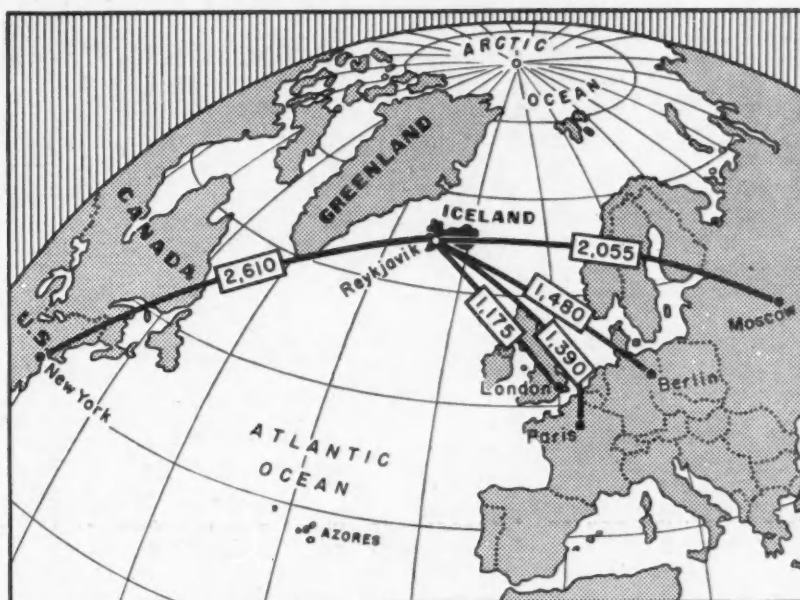 ARCTIC
OCEAN
GREENLAND
CANADA
ICELAND
Reykjavik
2,610
2,055
1,480
1,175
1,390
Moscow
U.S.
New York
London
Berlin
Paris
ATLANTIC
OCEAN
AZORES